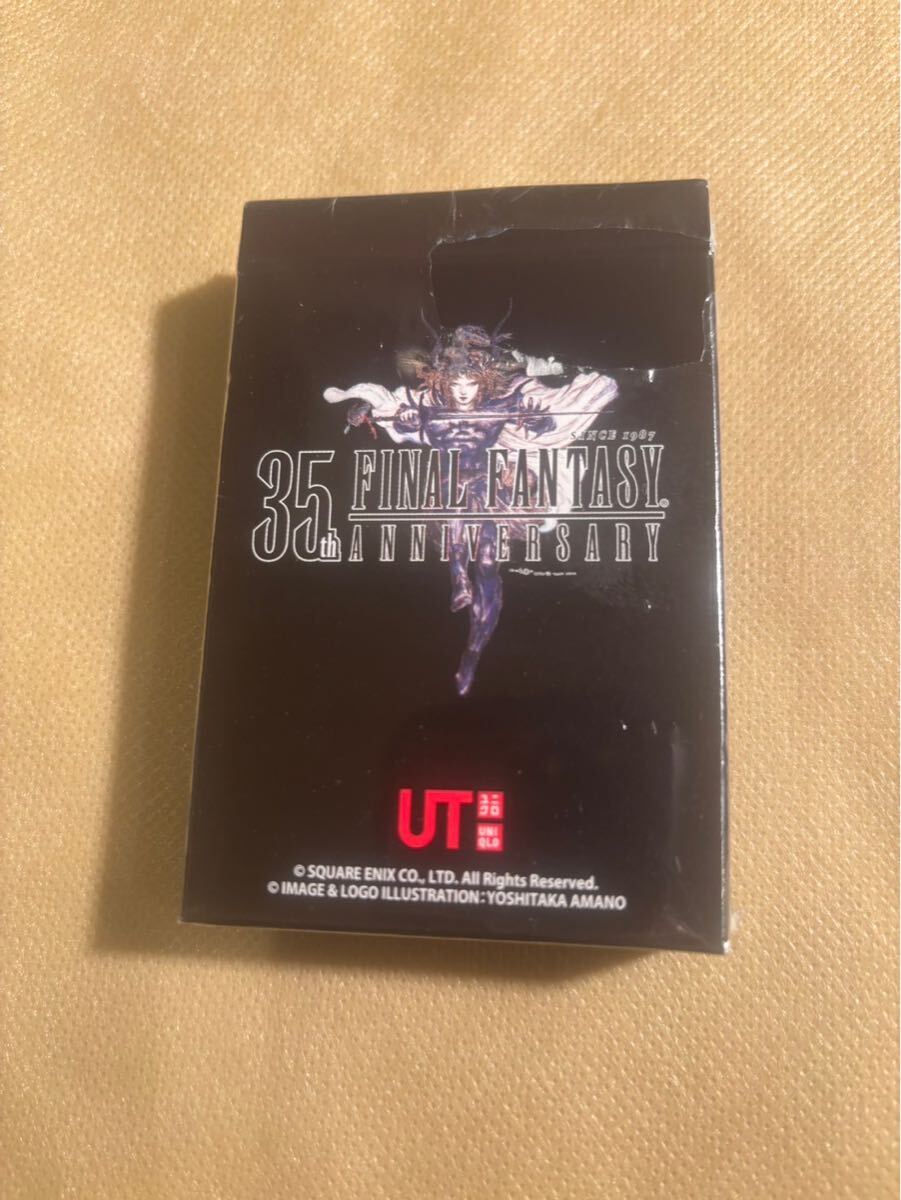 SINCE 1987
35th FINAL FANTASY®
ANNIVERSARY
UT ユニクロ
UNIQLO
© SQUARE ENIX CO., LTD. All Rights Reserved.
© IMAGE & LOGO ILLUSTRATION:YOSHITAKA AMANO